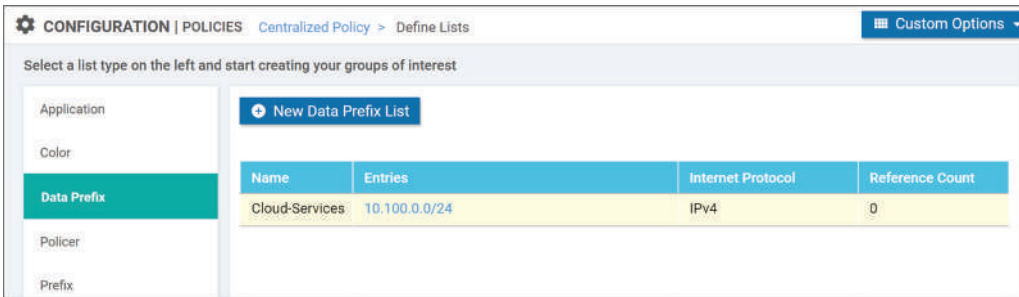 CONFIGURATION | POLICIES Centralized Policy > Define Lists Custom Options
Select a list type on the left and start creating your groups of interest
Application
New Data Prefix List
Color
Data Prefix
Policer
Prefix
Name Entries Internet Protocol Reference Count
Cloud-Services 10.100.0.0/24 IPv4 0